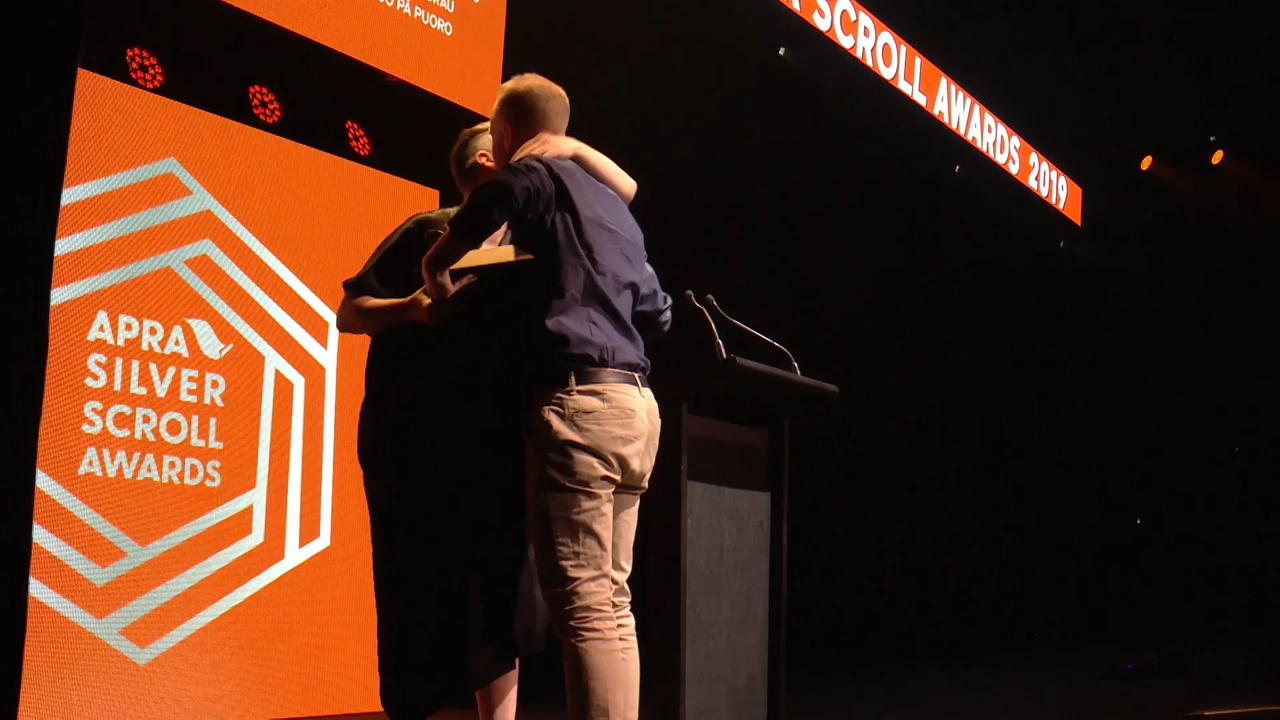 PĀ PUORO
SCROLL AWARDS 2019
APRA
SILVER
SCROLL
AWARDS